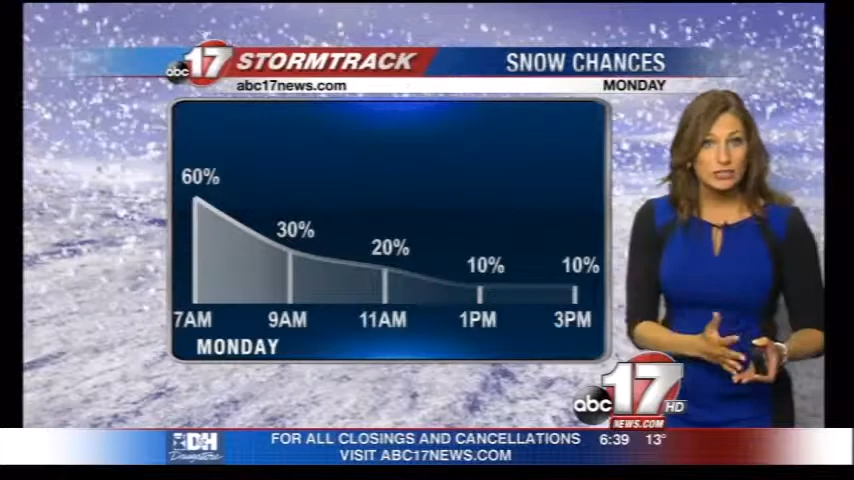 abc 17 STORMTRACK
SNOW CHANCES
abc17news.com
MONDAY
60%
30%
20%
10%
10%
7AM 9AM 11AM 1PM 3PM
MONDAY
abc 17 HD
NEWS.COM
D&H
Drugstore
FOR ALL CLOSINGS AND CANCELLATIONS
VISIT ABC17NEWS.COM
6:39 13°